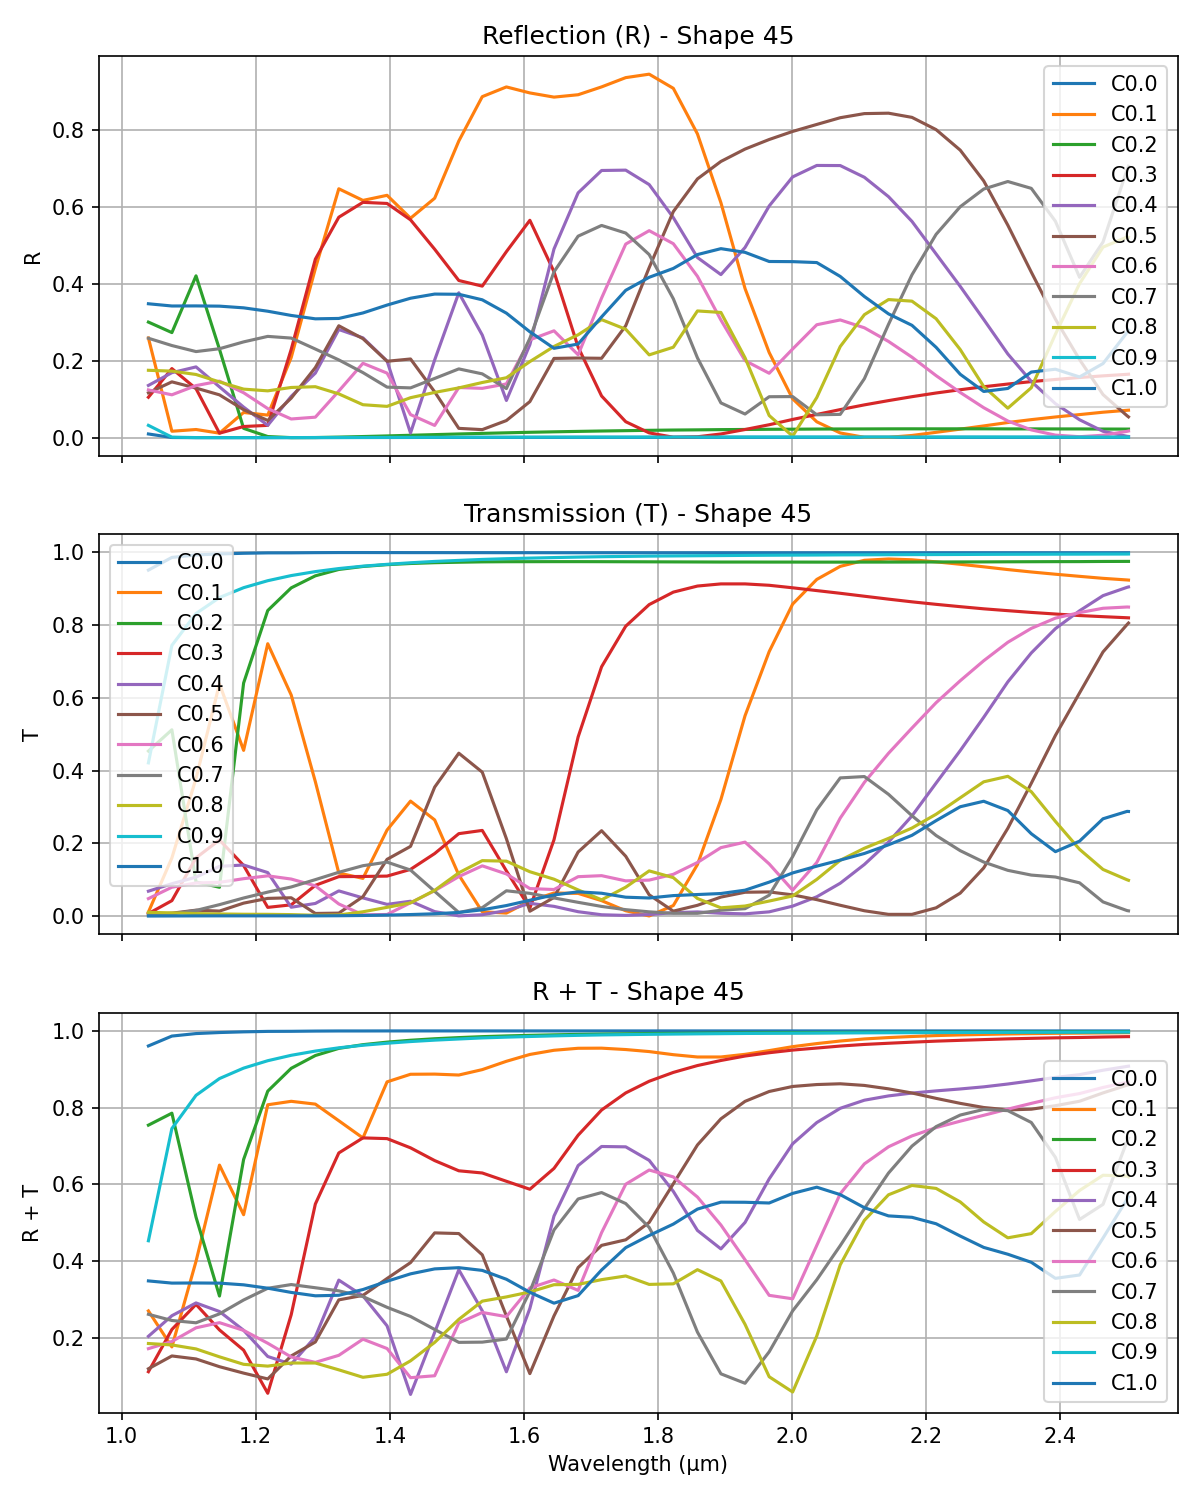 Reflection (R) - Shape 45
R
0.8
0.6
0.4
0.2
0.0
C0.0
C0.1
C0.2
C0.3
C0.4
C0.5
C0.6
C0.7
C0.8
C0.9
C1.0
Transmission (T) - Shape 45
T
1.0
0.8
0.6
0.4
0.2
0.0
C0.0
C0.1
C0.2
C0.3
C0.4
C0.5
C0.6
C0.7
C0.8
C0.9
C1.0
R + T - Shape 45
R + T
1.0
0.8
0.6
0.4
0.2
C0.0
C0.1
C0.2
C0.3
C0.4
C0.5
C0.6
C0.7
C0.8
C0.9
C1.0
1.0 1.2 1.4 1.6 1.8 2.0 2.2 2.4
Wavelength (μm)